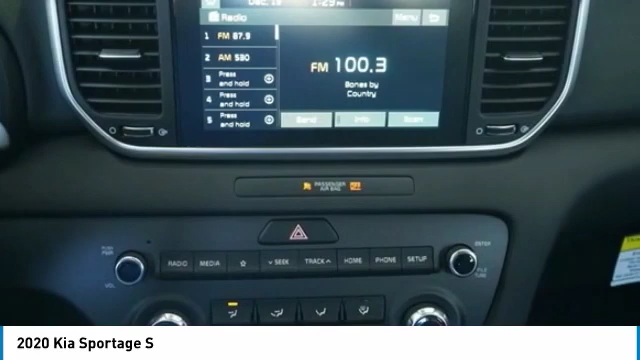 Radio Menu
1 FM 87.9
2 AM 530
FM 100.3
3 Press and hold
Bones by
Country
4 Press and hold
5 Press and hold
Band Info Scan
PASSENGER
AIR BAG OFF
PUSH
PWR
VOL
RADIO MEDIA ☆ ∨ SEEK TRACK ∧ HOME PHONE SETUP
ENTER
FILE
TUNE
2020 Kia Sportage S